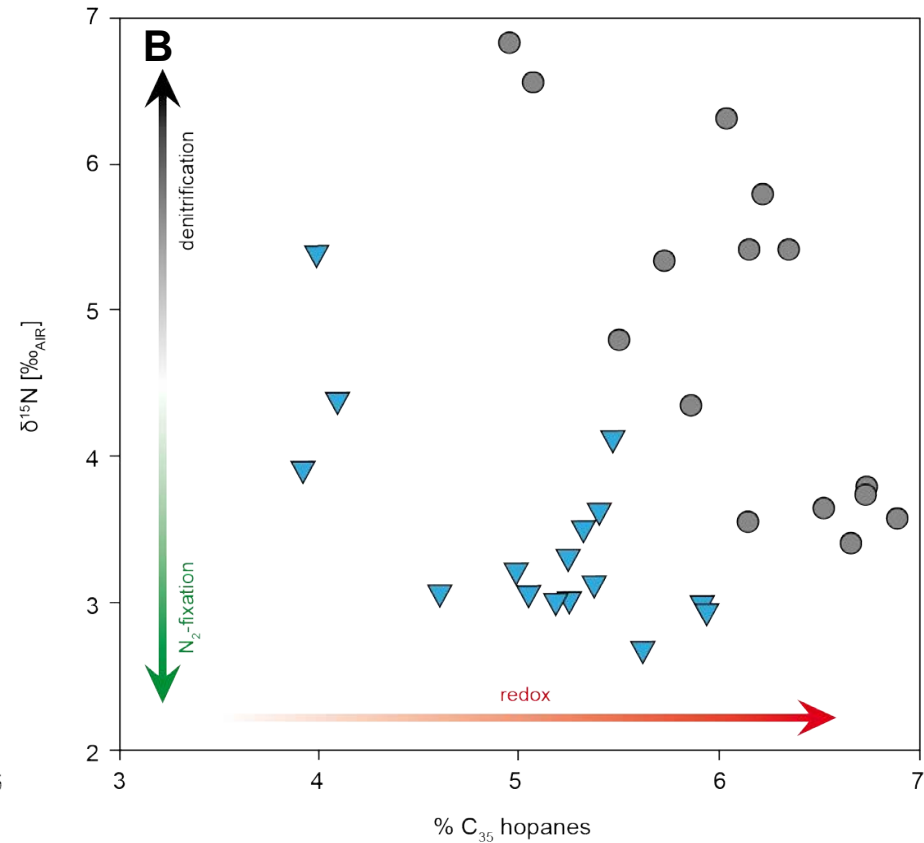 B
denitrification
N₂-fixation
redox
δ¹⁵N [‰AIR]
7
6
5
4
3
2
3 4 5 6 7
% C₃₅ hopanes